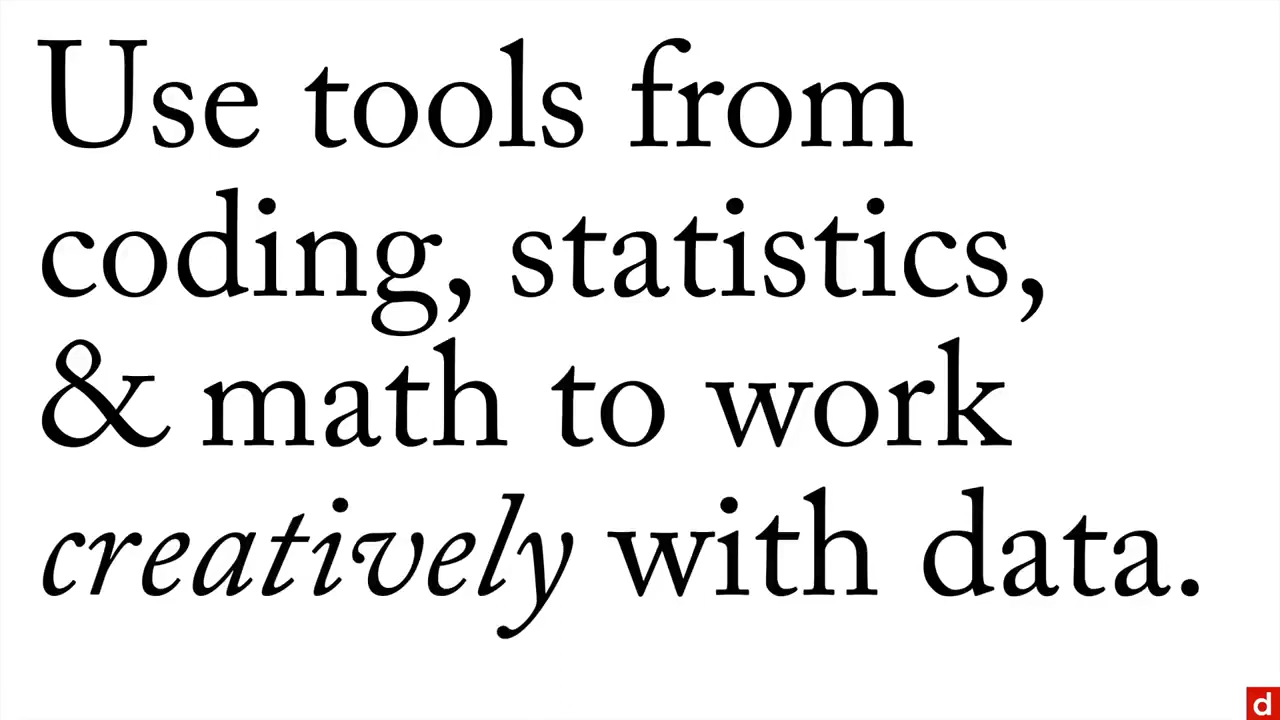 Use tools from
coding, statistics,
& math to work
creatively with data.
d